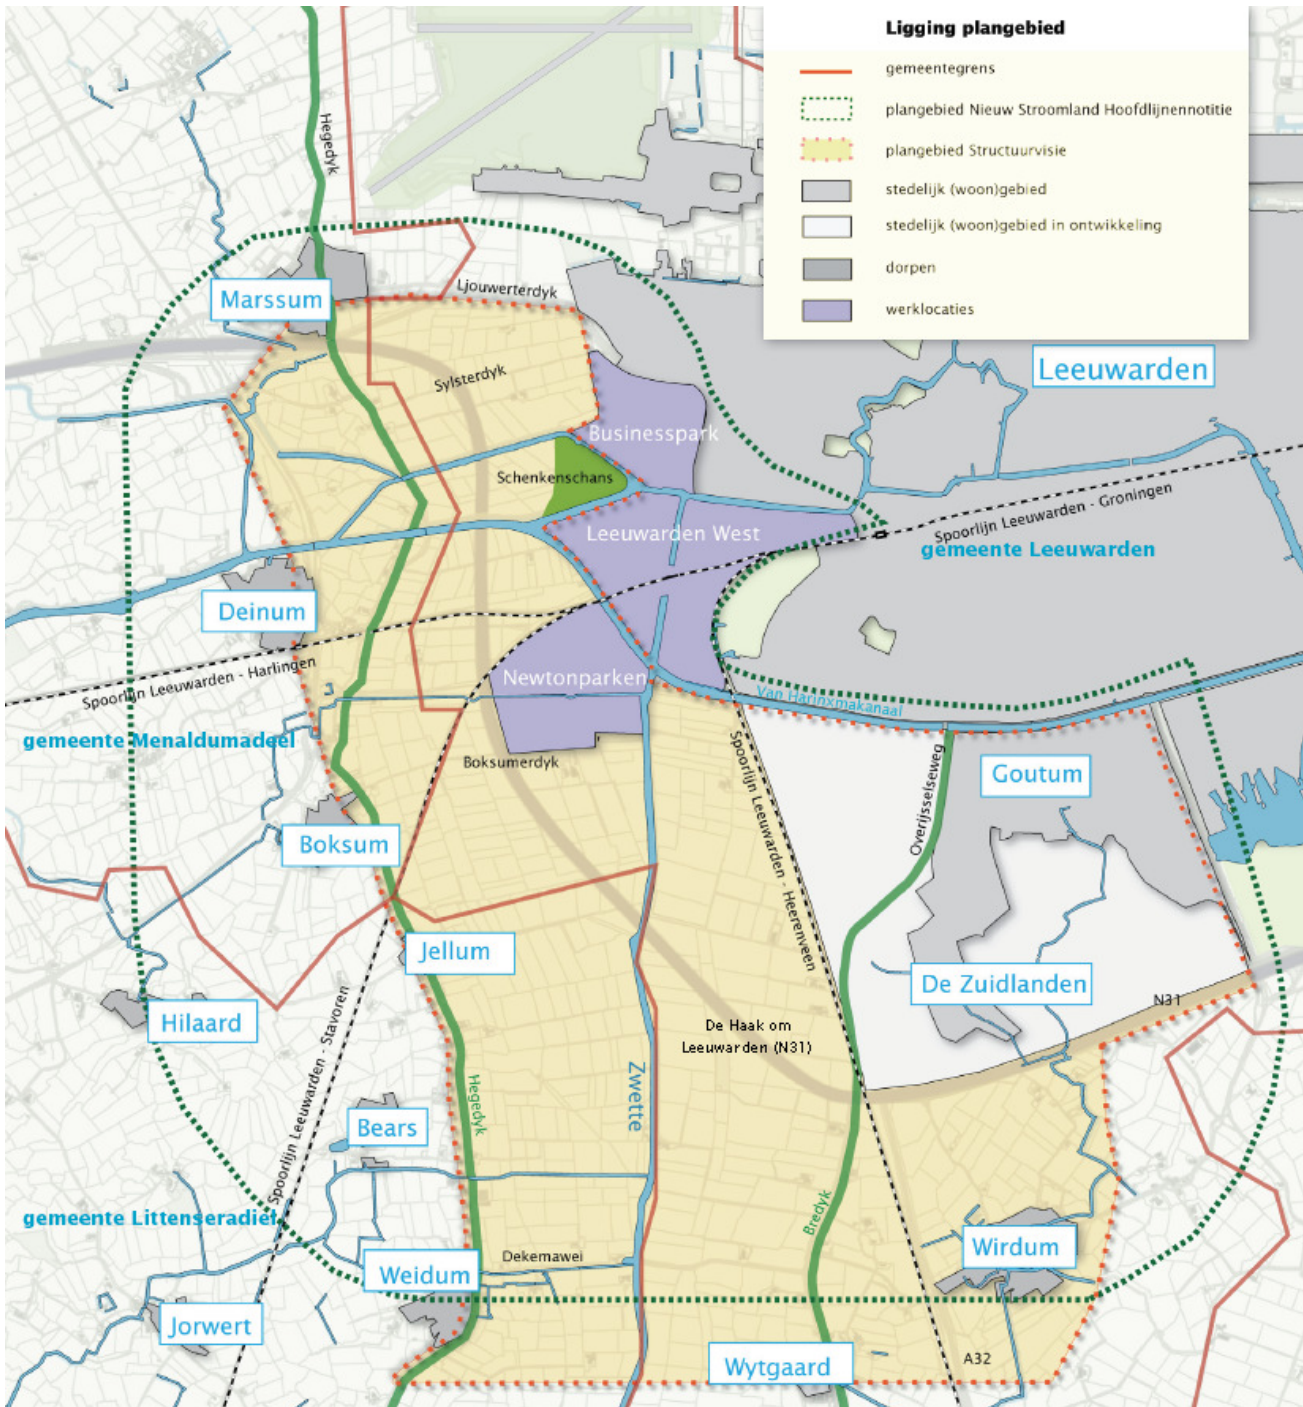 Ligging plangebied
gemeentegrens
plangebied Nieuw Stroomland Hoofdlijnennotitie
plangebied Structuurvisie
stedelijk (woon)gebied
stedelijk (woon)gebied in ontwikkeling
dorpen
werklocaties
Hegedyk
Marssum
Ljouwerterdyk
Leeuwarden
Sylsterdyk
Businesspark
Schenkenschans
Leeuwarden West
Spoorlijn Leeuwarden - Groningen
gemeente Leeuwarden
Deinum
Spoorlijn Leeuwarden - Harlingen
Newtonparken
Van Harinxmakanaal
gemeente Menaldumadeel
Boksumerdyk
Spoorlijn Leeuwarden - Heerenveen
Overijsselseweg
Goutum
Boksum
Jellum
De Zuidlanden
N31
Hilaard
De Haak om
Leeuwarden (N31)
Spoorlijn Leeuwarden - Stavoren
Hegedyk
Zwette
Bears
Bredyk
gemeente Littenseradiel
Dekemawei
Wirdum
Weidum
Jorwert
Wytgaard
A32